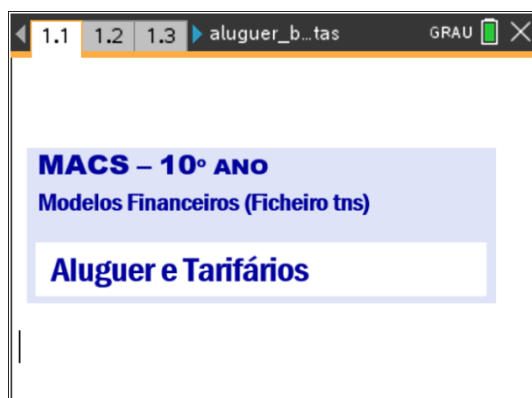 1.1 1.2 1.3 aluguer_b...tas GRAU
MACS – 10º ANO
Modelos Financeiros (Ficheiro tns)
Aluguer e Tarifários